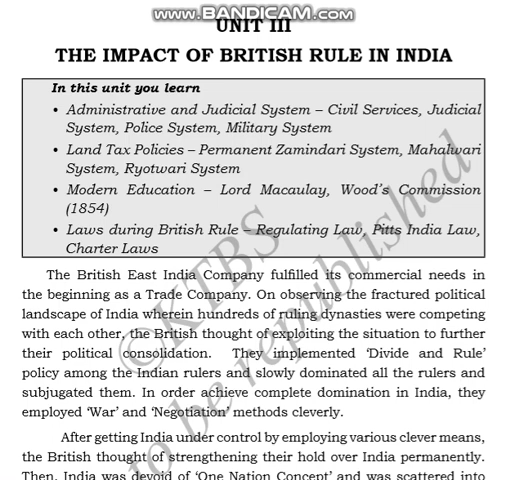 www.BANDICAM.com
UNIT III
THE IMPACT OF BRITISH RULE IN INDIA
In this unit you learn
• Administrative and Judicial System – Civil Services, Judicial
System, Police System, Military System
• Land Tax Policies – Permanent Zamindari System, Mahalwari
System, Ryotwari System
• Modern Education – Lord Macaulay, Wood's Commission
(1854)
• Laws during British Rule – Regulating Law, Pitts India Law,
Charter Laws
The British East India Company fulfilled its commercial needs in
the beginning as a Trade Company. On observing the fractured political
landscape of India wherein hundreds of ruling dynasties were competing
with each other, the British thought of exploiting the situation to further
their political consolidation. They implemented 'Divide and Rule'
policy among the Indian rulers and slowly dominated all the rulers and
subjugated them. In order achieve complete domination in India, they
employed 'War' and 'Negotiation' methods cleverly.
After getting India under control by employing various clever means,
the British thought of strengthening their hold over India permanently.
Then, India was devoid of 'One Nation Concept' and was scattered into
©KTBS
to be republished